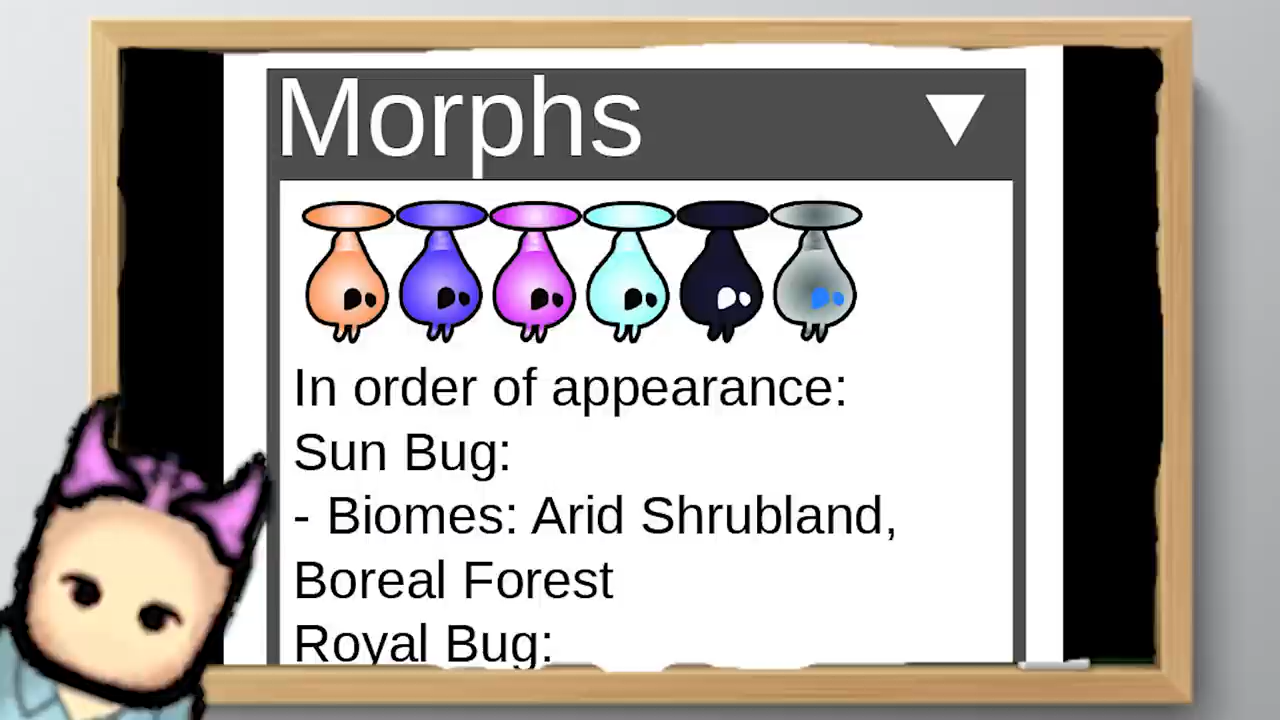 Morphs
In order of appearance:
Sun Bug:
- Biomes: Arid Shrubland,
Boreal Forest
Royal Bug: